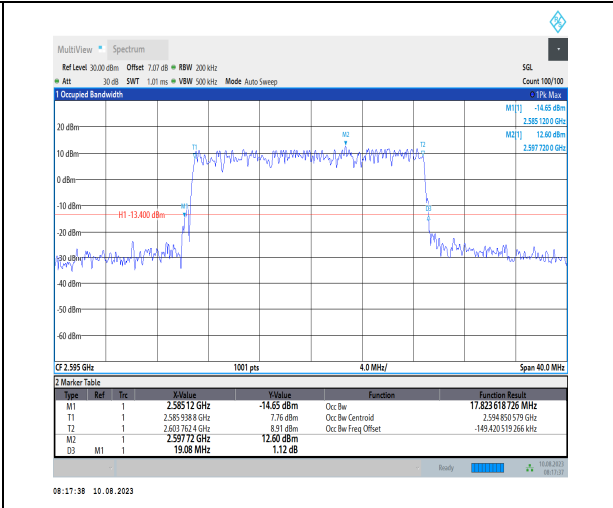 MultiView Spectrum
Ref Level 30.00 dBm Offset 7.07 dB RBW 200 kHz SGL
Att 30 dB SWT 1.01 ms VBW 500 kHz Mode Auto Sweep Count 100/100
1 Occupied Bandwidth 1Pk Max
M1[1] -14.65 dBm
2.585 120 0 GHz
M2[1] 12.60 dBm
2.597 720 0 GHz
20 dBm
M2
T1
T2
10 dBm
0 dBm
-10 dBm
M1
D3
H1 -13.400 dBm
-20 dBm
-30 dBm
-40 dBm
-50 dBm
-60 dBm
CF 2.595 GHz 1001 pts 4.0 MHz/ Span 40.0 MHz
2 Marker Table
Type Ref Trc X-Value Y-Value Function Function Result
M1 1 2.58512 GHz -14.65 dBm Occ Bw 17.823 618 726 MHz
T1 1 2.585 938 8 GHz 7.76 dBm Occ Bw Centroid 2.594 850 579 GHz
T2 1 2.603 762 4 GHz 8.91 dBm Occ Bw Freq Offset -149.420 519 266 kHz
M2 1 2.59772 GHz 12.60 dBm
D3 M1 1 19.08 MHz 1.12 dB
Ready 10.08.2023
08:17:37
08:17:38 10.08.2023